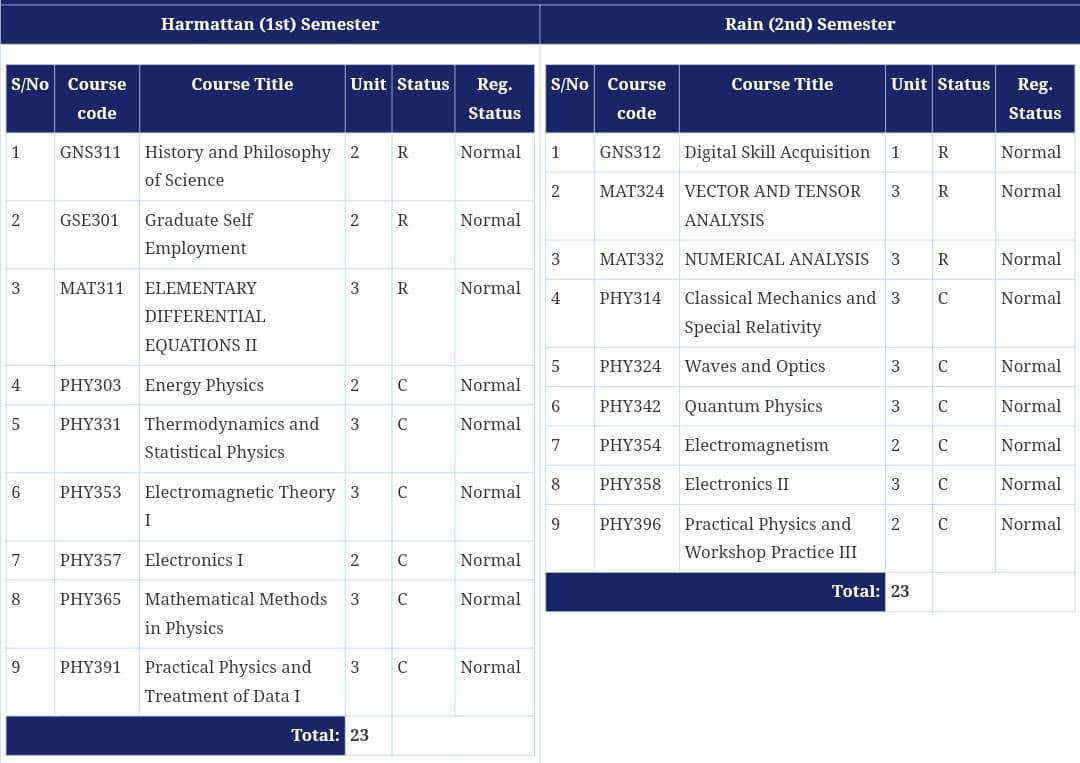 Harmattan (1st) Semester
S/No Course code Course Title Unit Status Reg. Status
1 GNS311 History and Philosophy of Science 2 R Normal
2 GSE301 Graduate Self Employment 2 R Normal
3 MAT311 ELEMENTARY DIFFERENTIAL EQUATIONS II 3 R Normal
4 PHY303 Energy Physics 2 C Normal
5 PHY331 Thermodynamics and Statistical Physics 3 C Normal
6 PHY353 Electromagnetic Theory I 3 C Normal
7 PHY357 Electronics I 2 C Normal
8 PHY365 Mathematical Methods in Physics 3 C Normal
9 PHY391 Practical Physics and Treatment of Data I 3 C Normal
Total: 23
Rain (2nd) Semester
S/No Course code Course Title Unit Status Reg. Status
1 GNS312 Digital Skill Acquisition 1 R Normal
2 MAT324 VECTOR AND TENSOR ANALYSIS 3 R Normal
3 MAT332 NUMERICAL ANALYSIS 3 R Normal
4 PHY314 Classical Mechanics and Special Relativity 3 C Normal
5 PHY324 Waves and Optics 3 C Normal
6 PHY342 Quantum Physics 3 C Normal
7 PHY354 Electromagnetism 2 C Normal
8 PHY358 Electronics II 3 C Normal
9 PHY396 Practical Physics and Workshop Practice III 2 C Normal
Total: 23